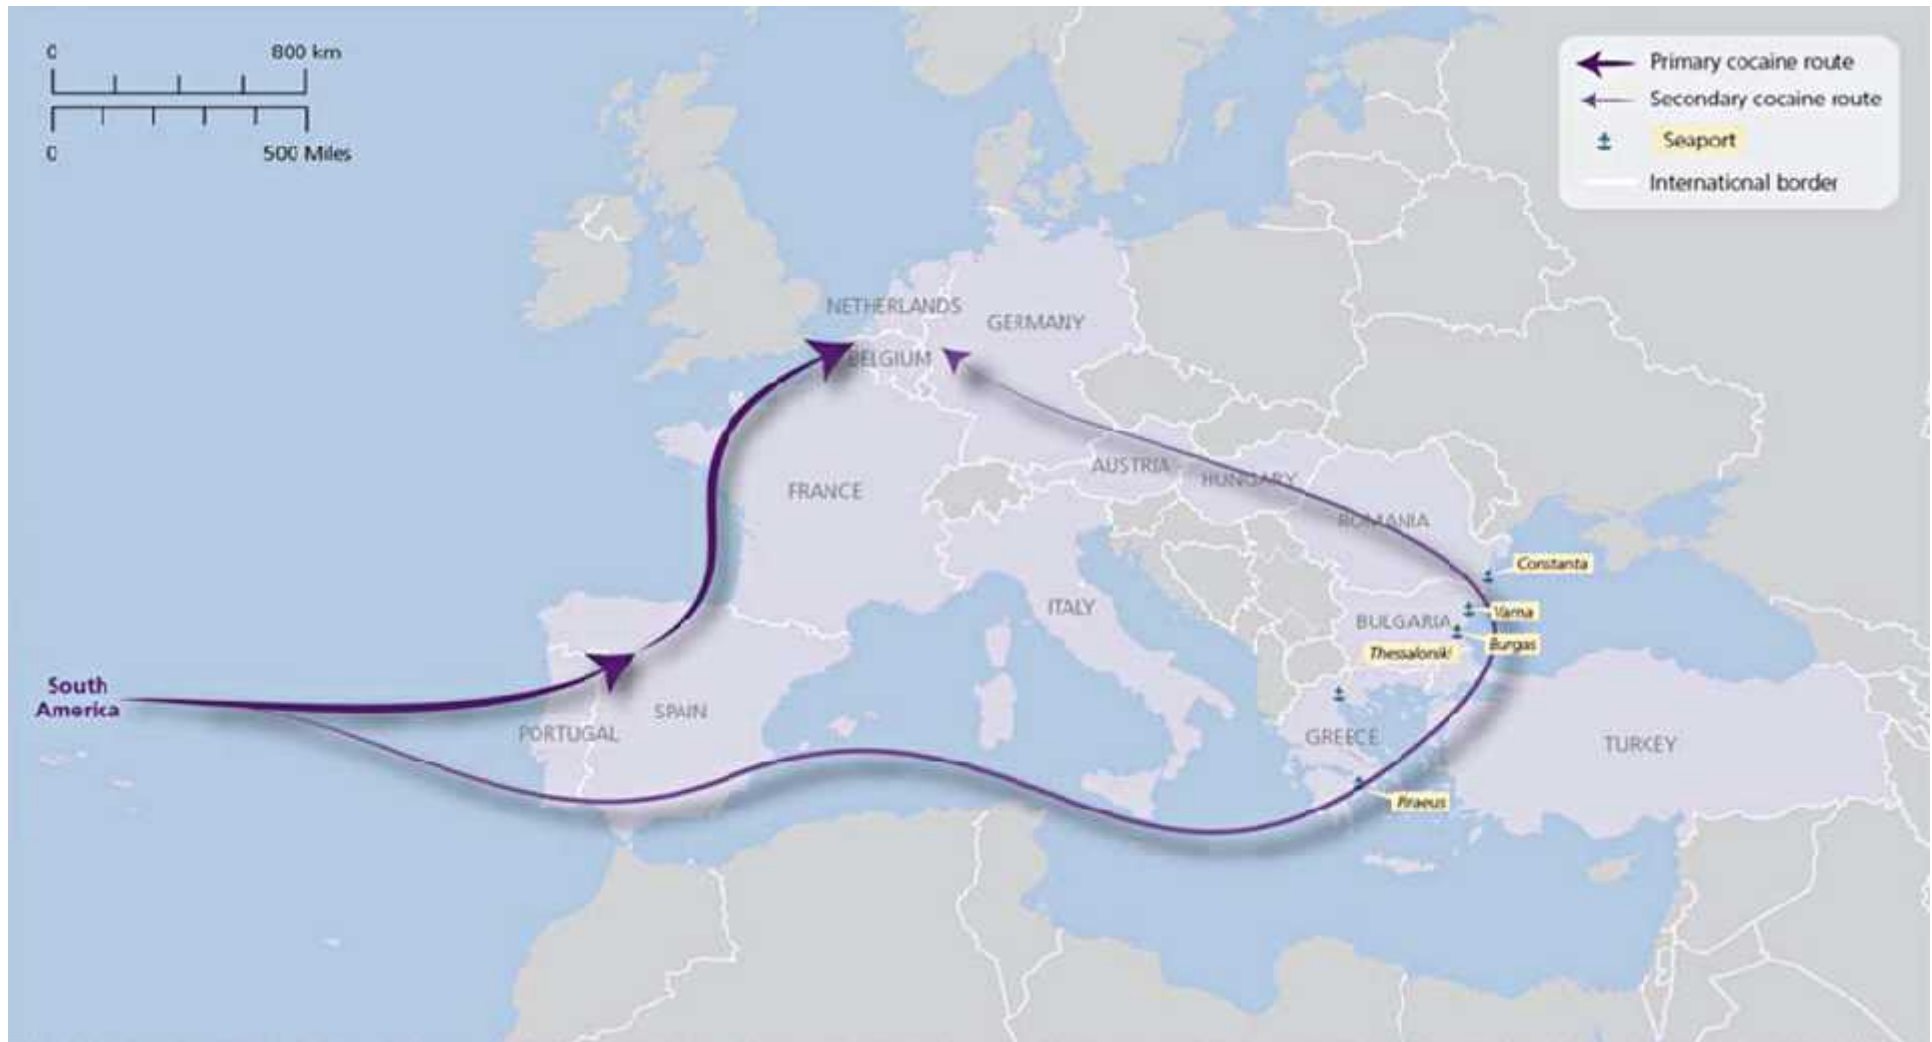 0 800 km
0 500 Miles
Primary cocaine route
Secondary cocaine route
Seaport
International border
NETHERLANDS
GERMANY
BELGIUM
AUSTRIA
HUNGARY
FRANCE
ROMANIA
Constanta
ITALY
BULGARIA
Varna
Burgas
Thessaloniki
South
America
SPAIN
PORTUGAL
GREECE
TURKEY
Piraeus